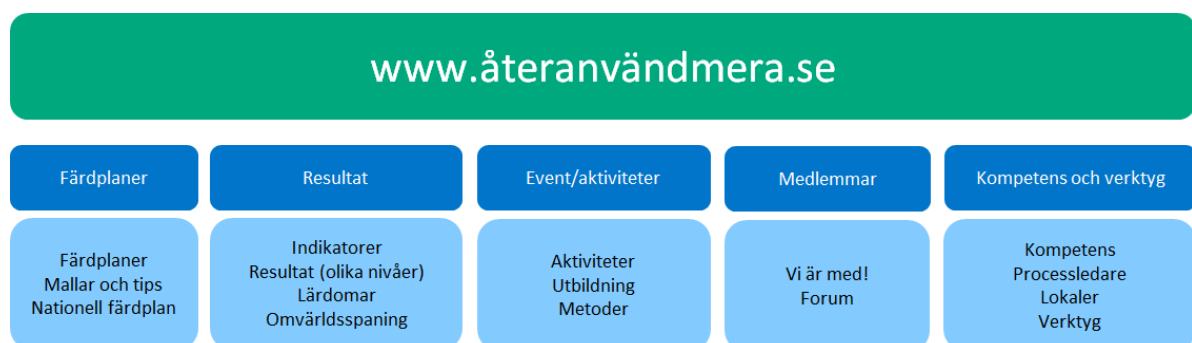 www.återanvändmera.se
Färdplaner
Resultat
Event/aktiviteter
Medlemmar
Kompetens och verktyg
Färdplaner
Mallar och tips
Nationell färdplan
Indikatorer
Resultat (olika nivåer)
Lärdomar
Omvärldsspaning
Aktiviteter
Utbildning
Metoder
Vi är med!
Forum
Kompetens
Processledare
Lokaler
Verktyg